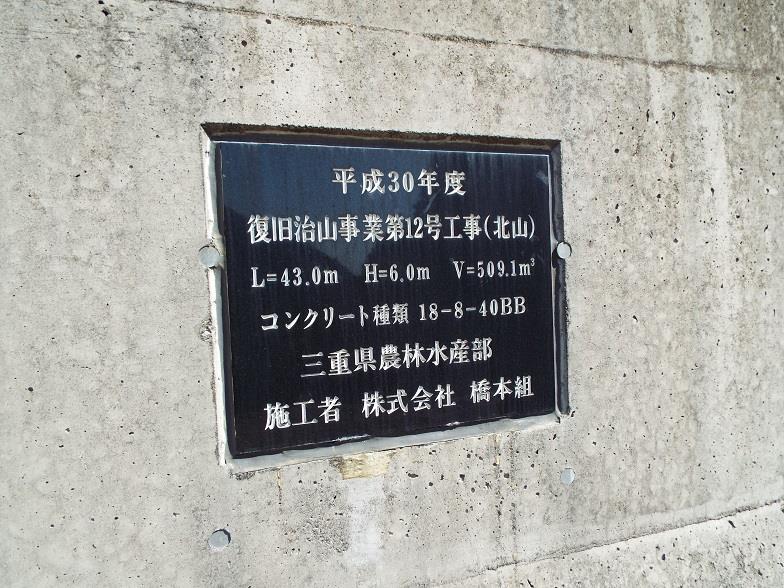 平成30年度
復旧治山事業第12号工事(北山)
L=43.0m H=6.0m V=509.1m³
コンクリート種類 18-8-40BB
三重県農林水産部
施工者 株式会社 橋本組